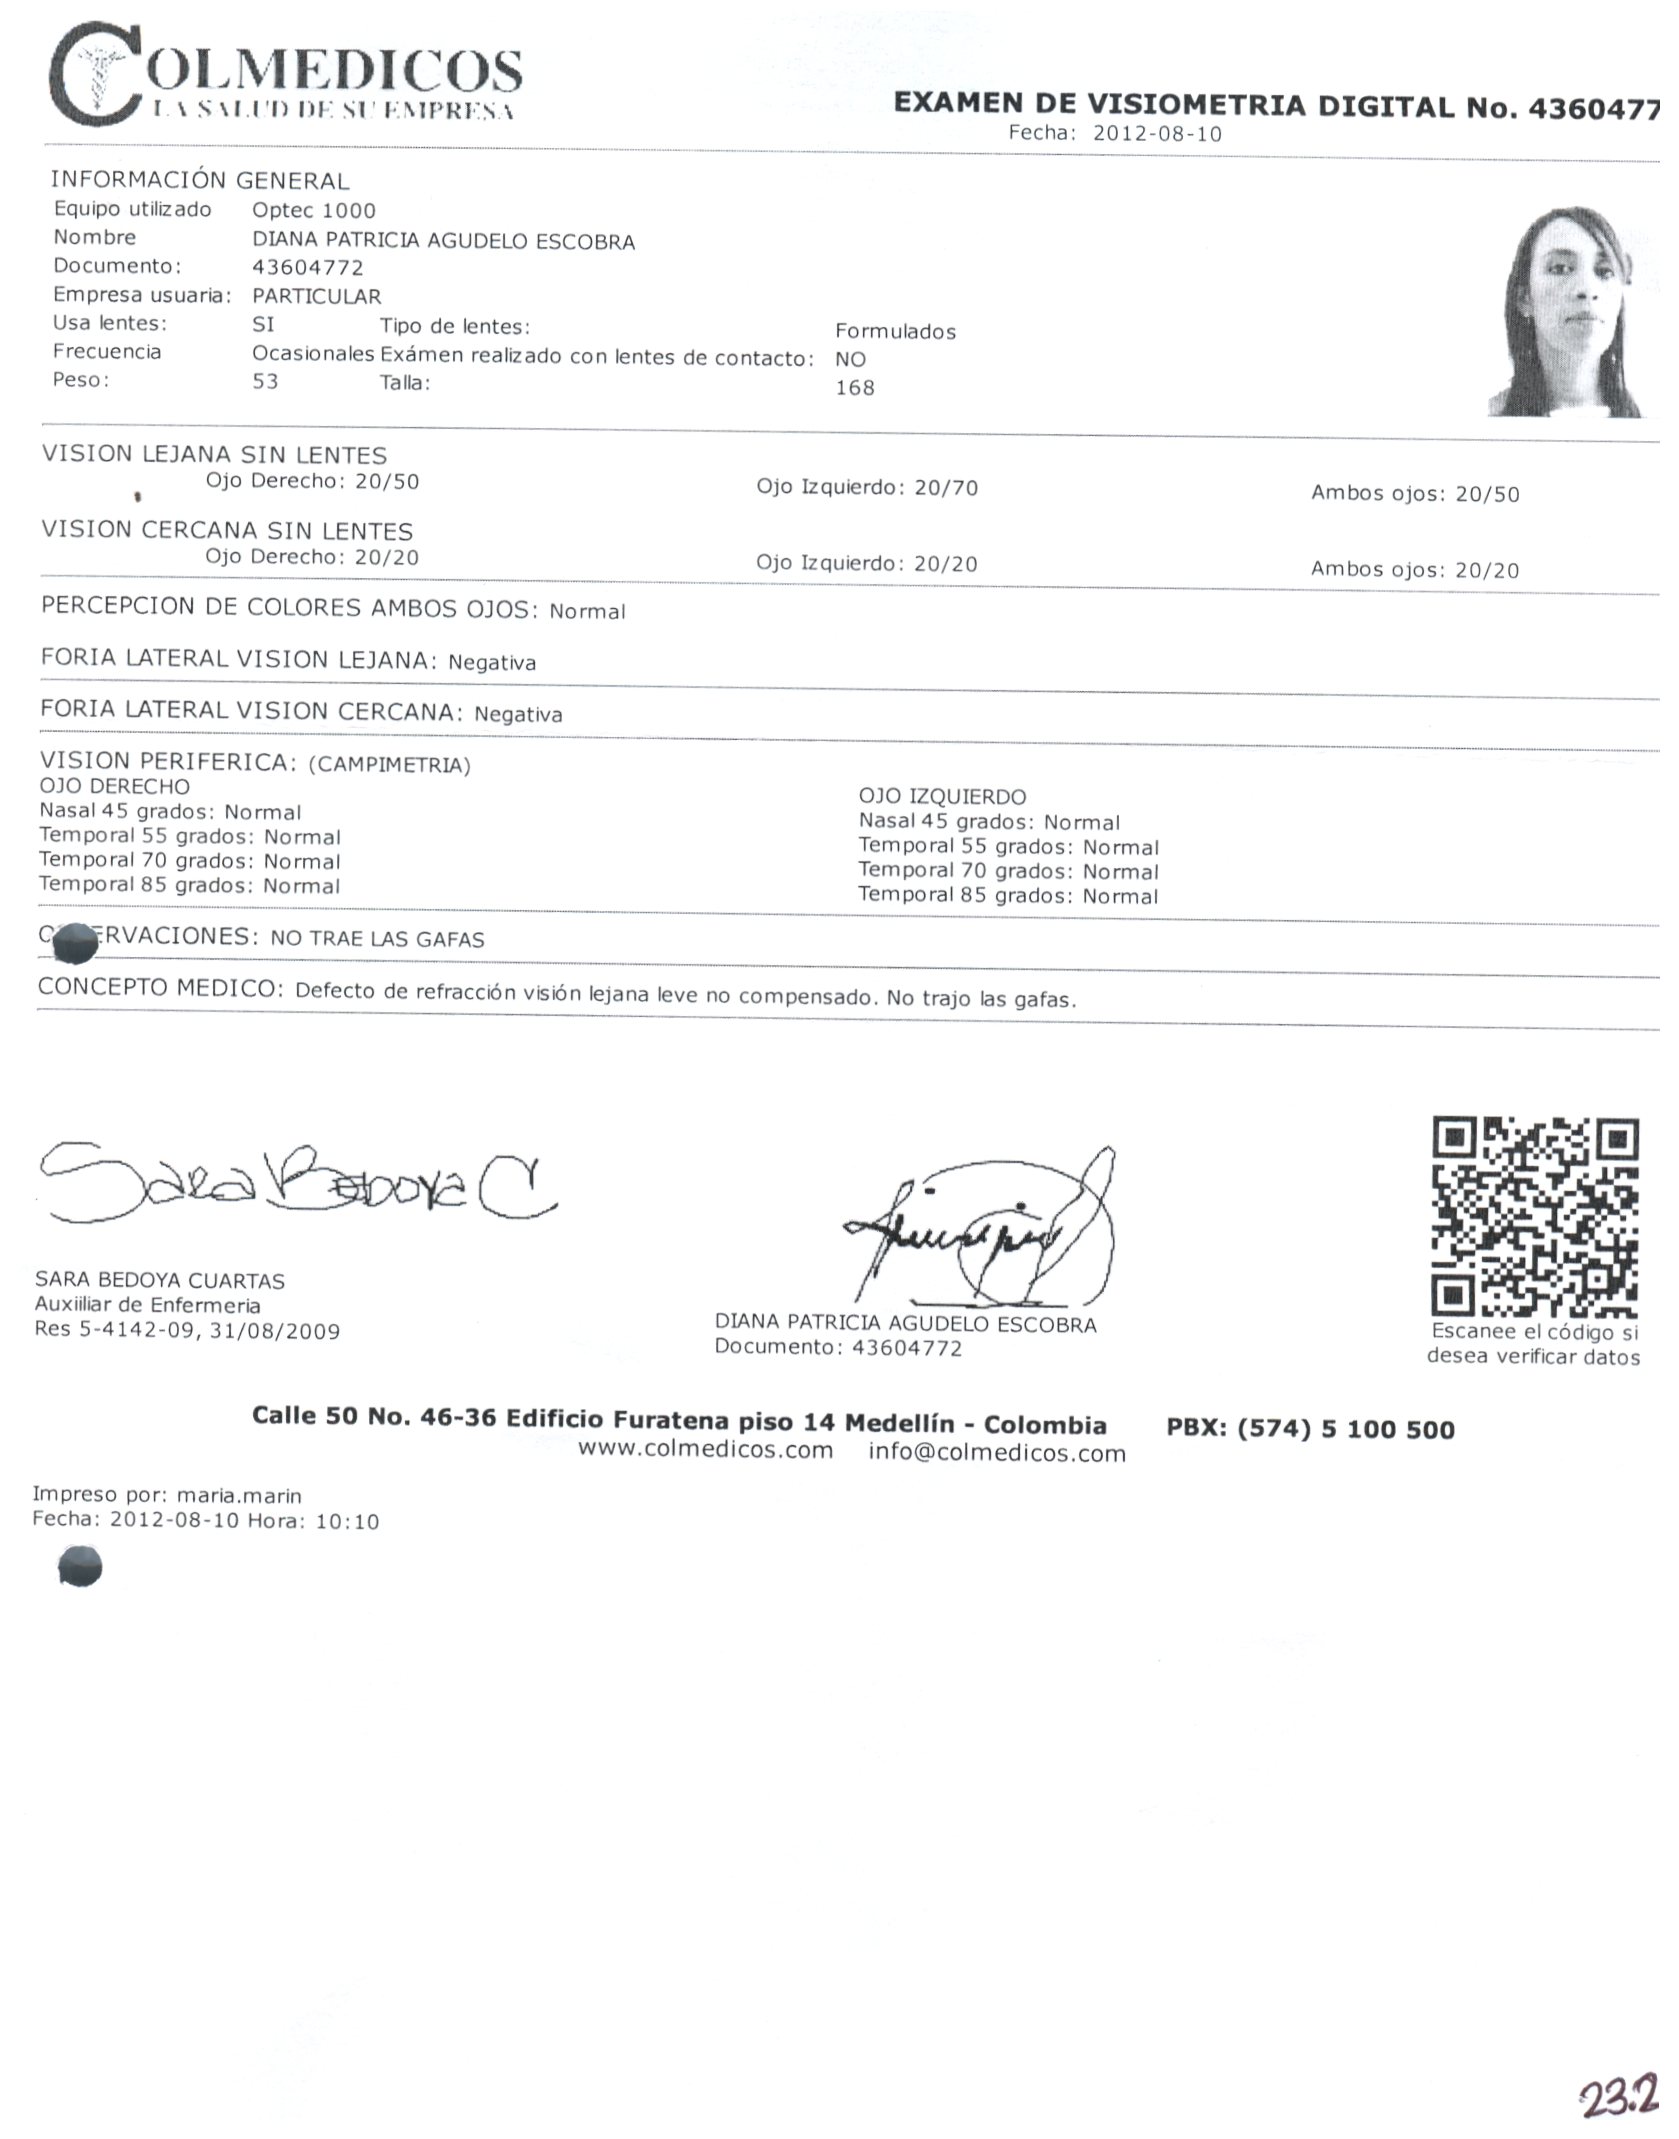 COLMEDICOS
LA SALUD DE SU EMPRESA
EXAMEN DE VISIOMETRIA DIGITAL No. 4360477
Fecha: 2012-08-10
INFORMACIÓN GENERAL
Equipo utilizado Optec 1000
Nombre DIANA PATRICIA AGUDELO ESCOBRA
Documento: 43604772
Empresa usuaria: PARTICULAR
Usa lentes: SI Tipo de lentes: Formulados
Frecuencia Ocasionales Exámen realizado con lentes de contacto: NO
Peso: 53 Talla: 168
VISION LEJANA SIN LENTES
Ojo Derecho: 20/50 Ojo Izquierdo: 20/70 Ambos ojos: 20/50
VISION CERCANA SIN LENTES
Ojo Derecho: 20/20 Ojo Izquierdo: 20/20 Ambos ojos: 20/20
PERCEPCION DE COLORES AMBOS OJOS: Normal
FORIA LATERAL VISION LEJANA: Negativa
FORIA LATERAL VISION CERCANA: Negativa
VISION PERIFERICA: (CAMPIMETRIA)
OJO DERECHO OJO IZQUIERDO
Nasal 45 grados: Normal Nasal 45 grados: Normal
Temporal 55 grados: Normal Temporal 55 grados: Normal
Temporal 70 grados: Normal Temporal 70 grados: Normal
Temporal 85 grados: Normal Temporal 85 grados: Normal
ERVACIONES: NO TRAE LAS GAFAS
CONCEPTO MEDICO: Defecto de refracción visión lejana leve no compensado. No trajo las gafas.
Sara Bedoya C
SARA BEDOYA CUARTAS
Auxiiliar de Enfermeria
Res 5-4142-09, 31/08/2009
DIANA PATRICIA AGUDELO ESCOBRA
Documento: 43604772
Escanee el código si
desea verificar datos
Calle 50 No. 46-36 Edificio Furatena piso 14 Medellín - Colombia PBX: (574) 5 100 500
www.colmedicos.com info@colmedicos.com
Impreso por: maria.marin
Fecha: 2012-08-10 Hora: 10:10
23.2